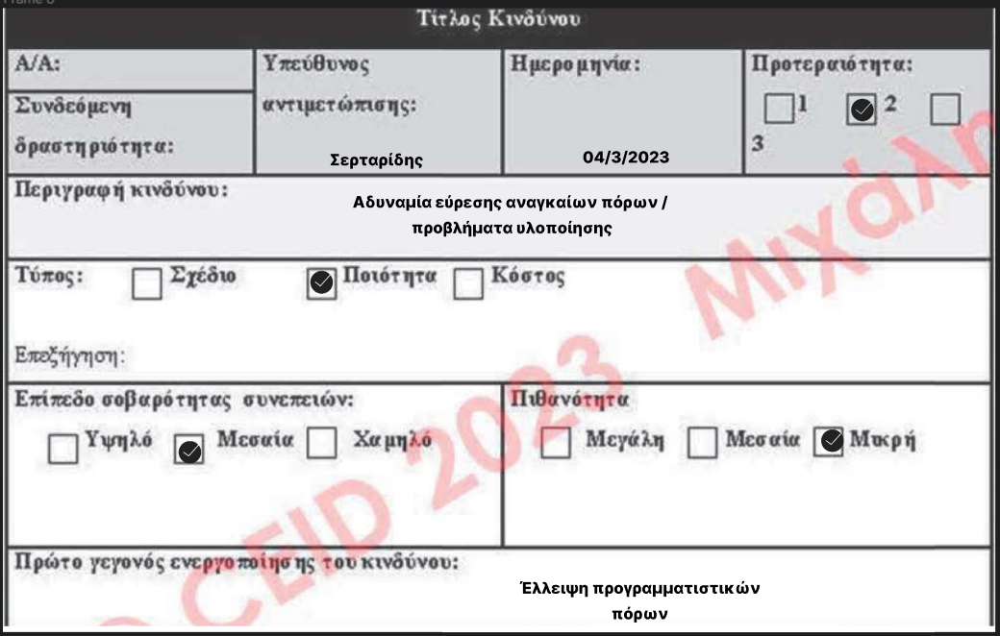 Frame 8
Τίτλος Κινδύνου
Α/Α:
Συνδεόμενη
δραστηριότητα:
Υπεύθυνος
αντιμετώπισης:
Σερταρίδης
Ημερομηνία:
04/3/2023
Προτεραιότητα:
1 2
3
Περιγραφή κινδύνου:
Αδυναμία εύρεσης αναγκαίων πόρων /
προβλήματα υλοποίησης
Τύπος: Σχέδιο Ποιότητα Κόστος
Επεξήγηση:
Επίπεδο σοβαρότητας συνεπειών:
Υψηλό Μεσαία Χαμηλό
Πιθανότητα
Μεγάλη Μεσαία Μικρή
Πρώτο γεγονός ενεργοποίησης του κινδύνου:
Έλλειψη προγραμματιστικών
πόρων
CEID 2023 Μιχάλη